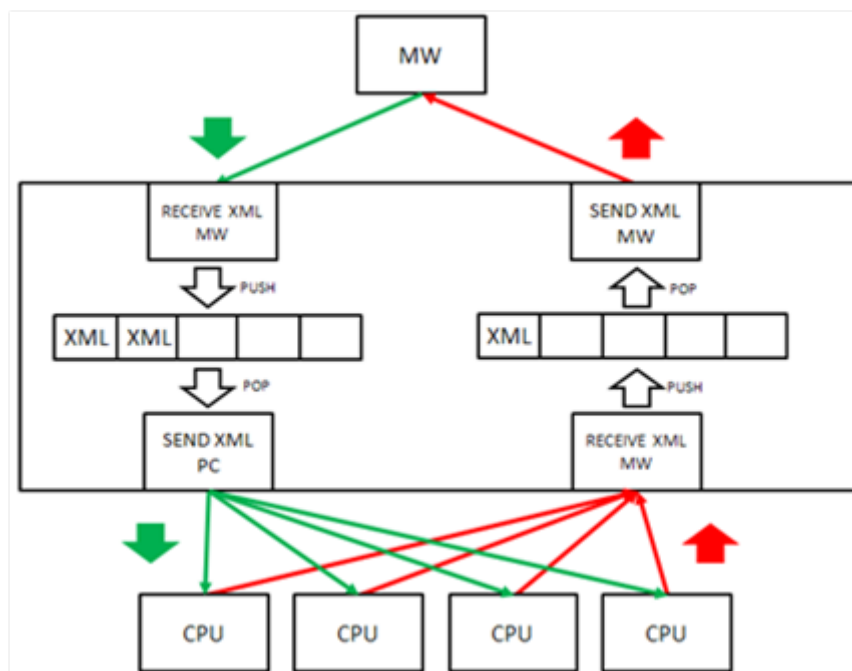 MW
RECEIVE XML
MW
SEND XML
MW
PUSH
POP
XML XML
XML
POP
PUSH
SEND XML
PC
RECEIVE XML
MW
CPU CPU CPU CPU